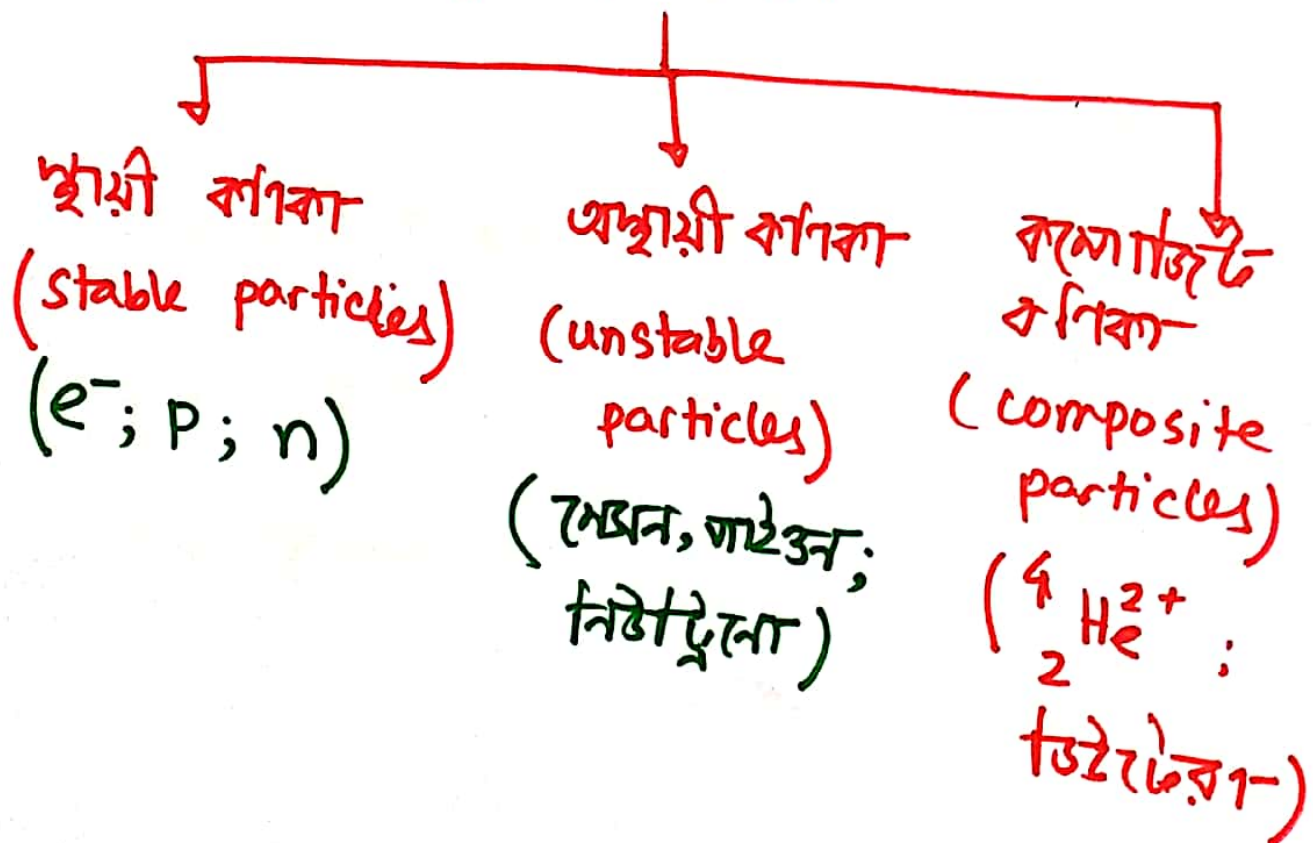 স্থায়ী কণিকা
(stable particles)
(e⁻; P; n)
অস্থায়ী কণিকা
(unstable
particles)
(মেসন, পাইওন;
নিউট্রিনো)
কম্পোজিট
কণিকা
(composite
particles)
(⁴₂He²⁺;
ডিউটেরন)